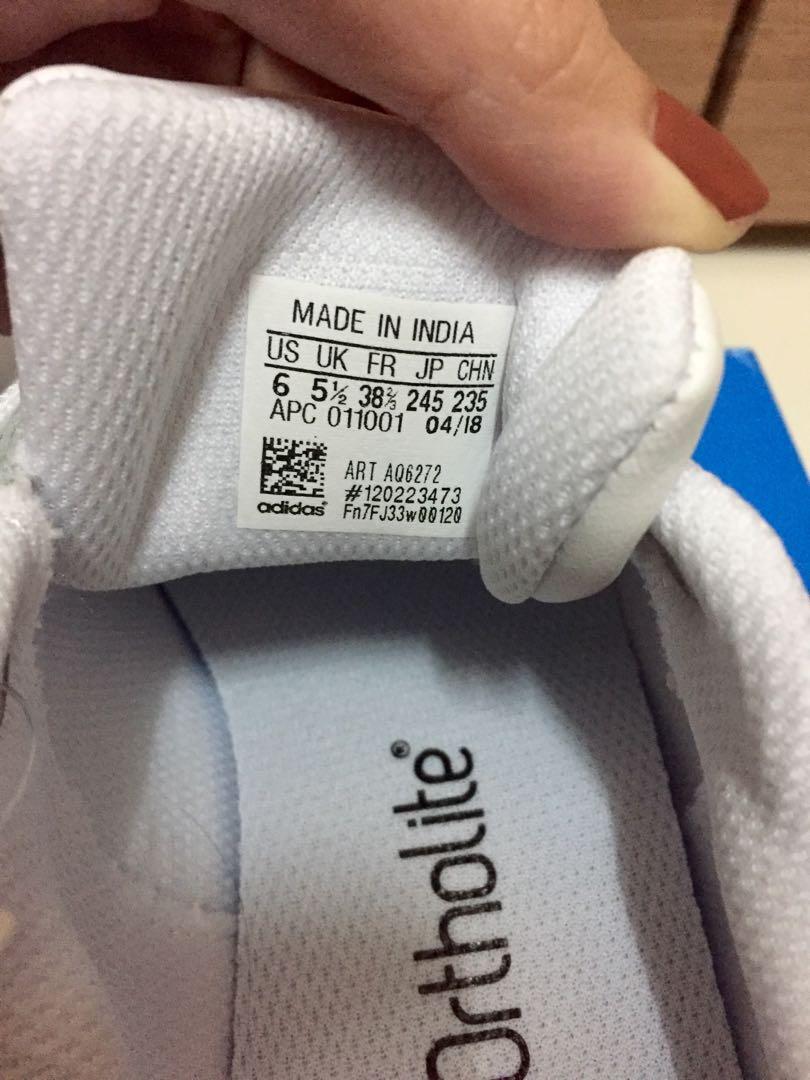 MADE IN INDIA
US UK FR JP CHN
6 5½ 38⅔ 245 235
APC 011001 04/18
ART AQ6272
#120223473
adidas® Fn7FJ33w00120
Ortholite®